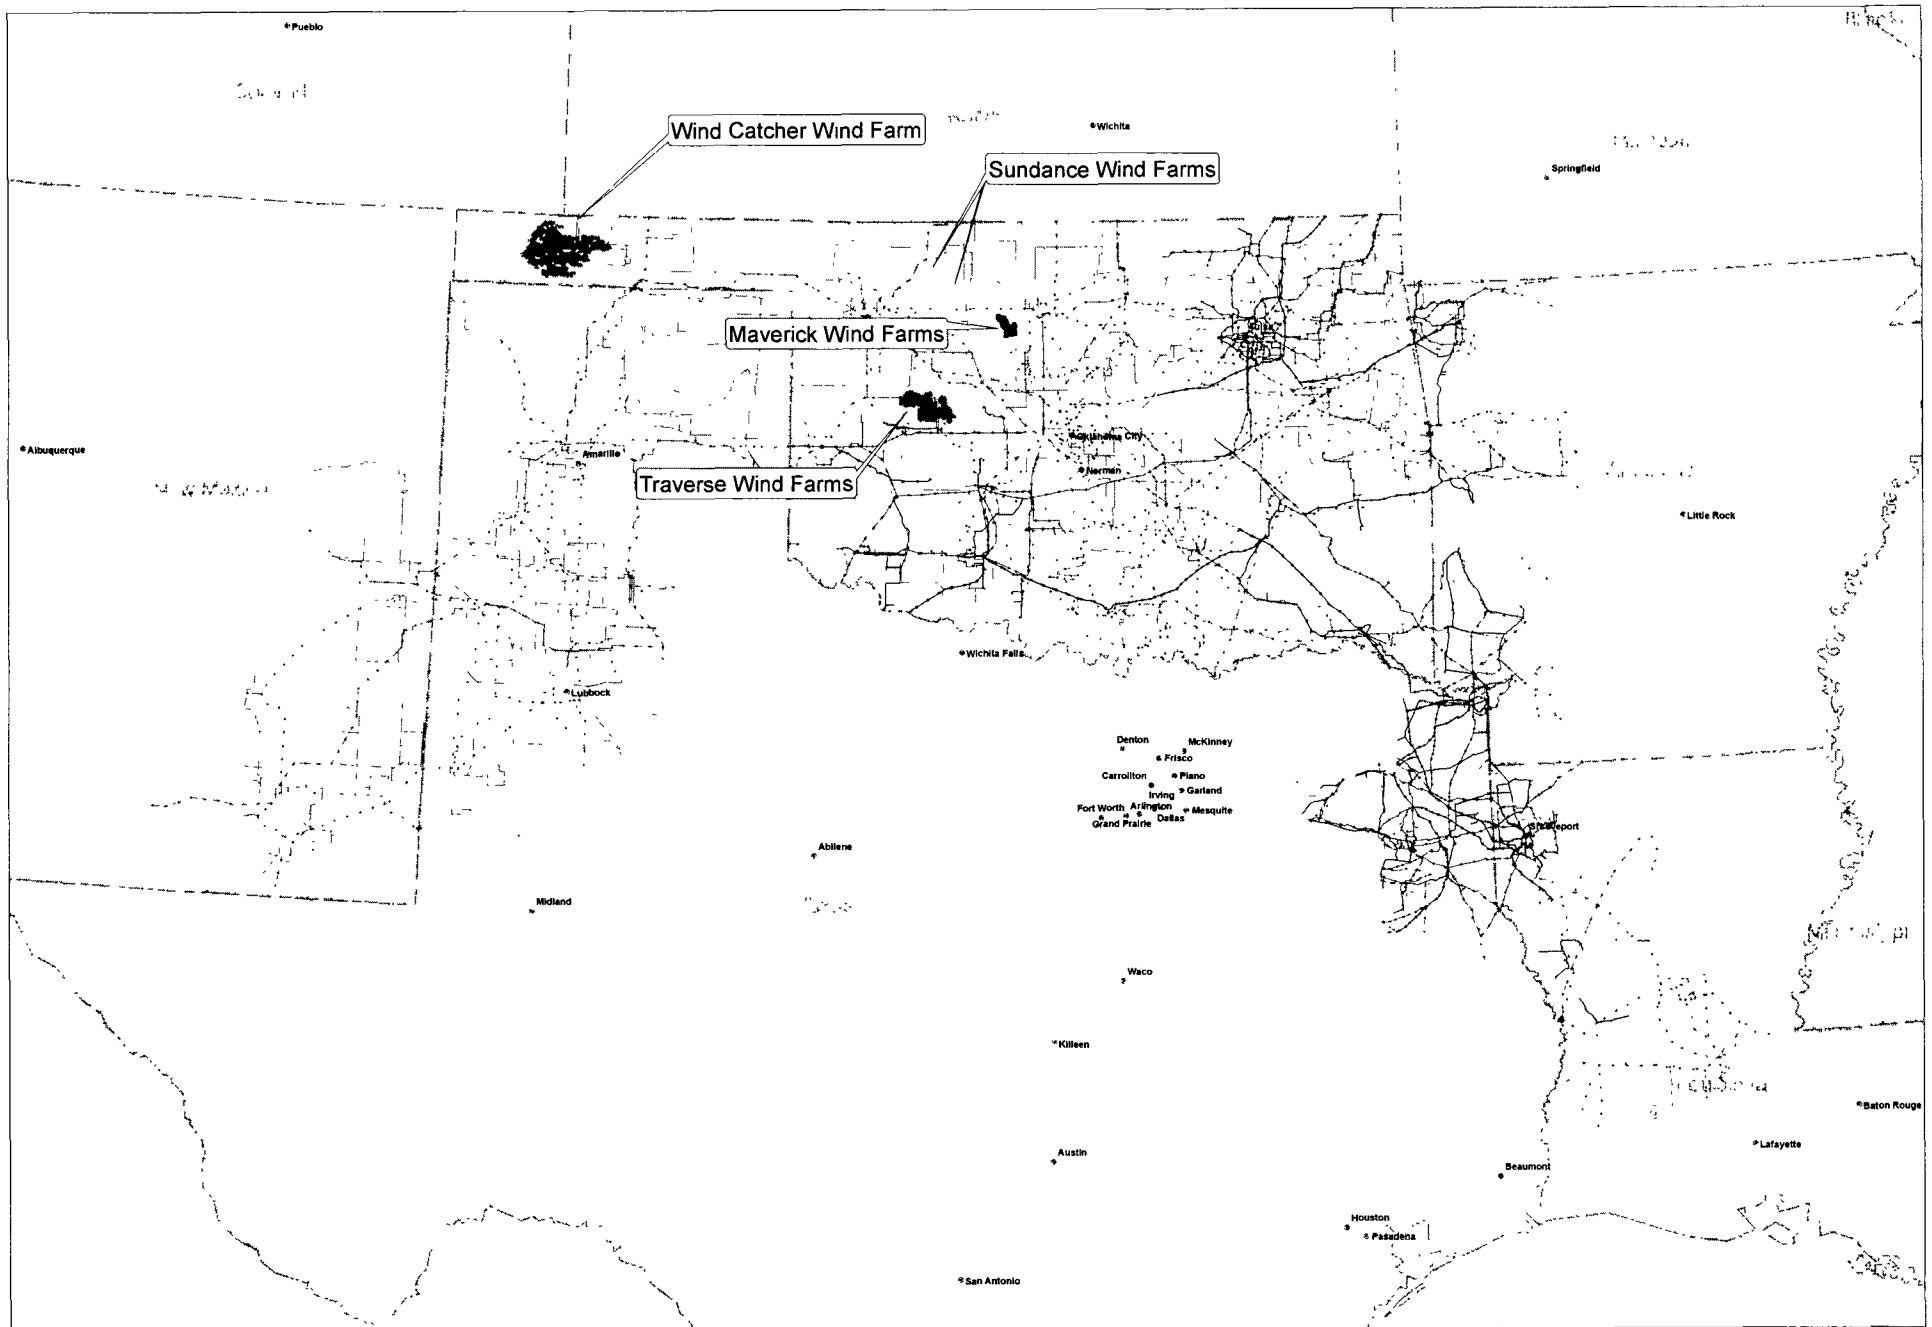 Pueblo
Wind Catcher Wind Farm
Wichita
Sundance Wind Farms
Springfield
Maverick Wind Farms
Oklahoma City
Albuquerque
Amarillo
Norman
Traverse Wind Farms
Little Rock
Wichita Falls
Lubbock
Denton
McKinney
Frisco
Carrollton
Plano
Irving
Garland
Fort Worth
Arlington
Mesquite
Grand Prairie
Dallas
Shreveport
Abilene
Midland
Waco
Killeen
Baton Rouge
Lafayette
Austin
Beaumont
Houston
Pasadena
San Antonio